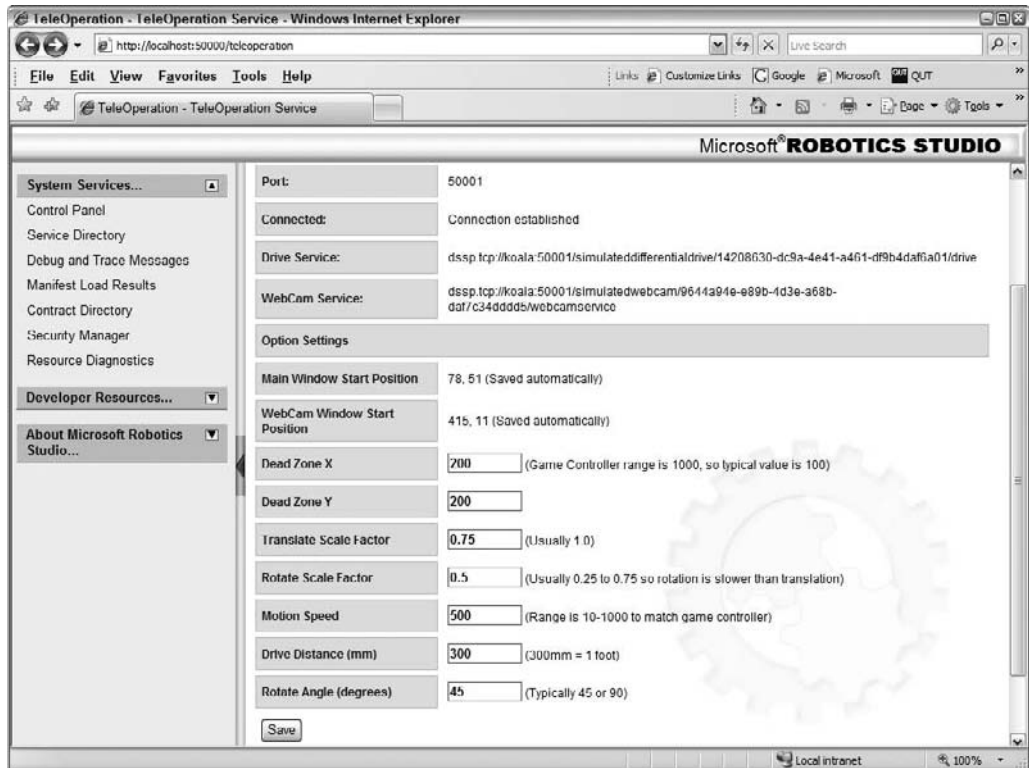 TeleOperation - TeleOperation Service - Windows Internet Explorer
http://localhost:50000/teleoperation
Live Search
File Edit View Favorites Tools Help
Links Customize Links Google Microsoft QUT QUT
TeleOperation - TeleOperation Service
Page Tools
Microsoft®ROBOTICS STUDIO
System Services...
Control Panel
Service Directory
Debug and Trace Messages
Manifest Load Results
Contract Directory
Security Manager
Resource Diagnostics
Developer Resources...
About Microsoft Robotics
Studio...
Port: 50001
Connected: Connection established
Drive Service: dssp.tcp://koala:50001/simulateddifferentialdrive/14208630-dc9a-4e41-a461-df9b4daf6a01/drive
WebCam Service: dssp.tcp://koala:50001/simulatedwebcam/9644a94e-e89b-4d3e-a68b-
daf7c34dddd5/webcamservice
Option Settings
Main Window Start Position 78, 51 (Saved automatically)
WebCam Window Start
Position 415, 11 (Saved automatically)
Dead Zone X 200 (Game Controller range is 1000, so typical value is 100)
Dead Zone Y 200
Translate Scale Factor 0.75 (Usually 1.0)
Rotate Scale Factor 0.5 (Usually 0.25 to 0.75 so rotation is slower than translation)
Motion Speed 500 (Range is 10-1000 to match game controller)
Drive Distance (mm) 300 (300mm = 1 foot)
Rotate Angle (degrees) 45 (Typically 45 or 90)
Save
Local intranet 100%